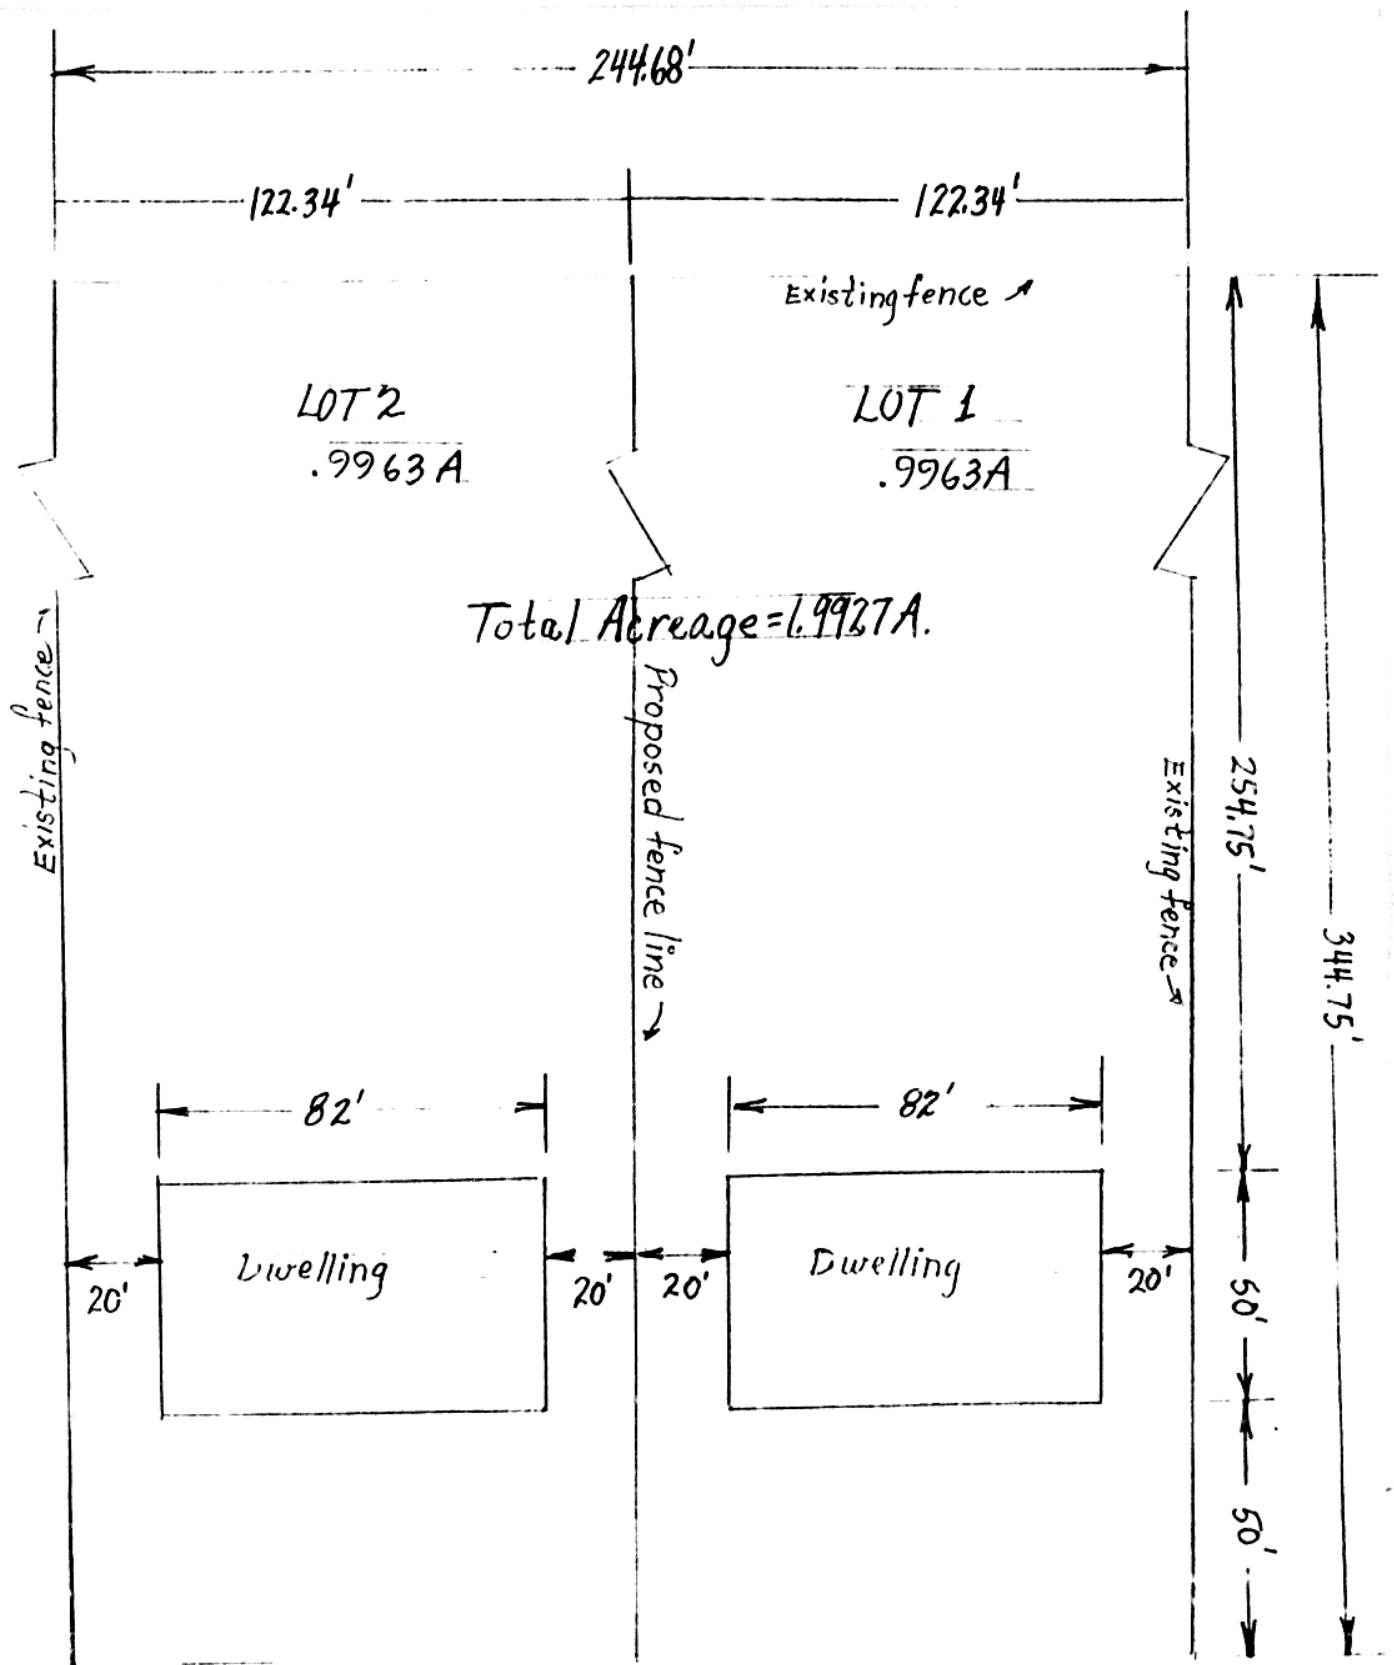 244.68'
122.34' 122.34'
Existing fence
LOT 2 LOT 1
.9963 A .9963A
Total Acreage = 1.9927 A.
Existing fence
Proposed fence line
Existing fence
254.75'
344.75'
82' 82'
Dwelling Dwelling
20' 20' 20' 20'
50'
50'